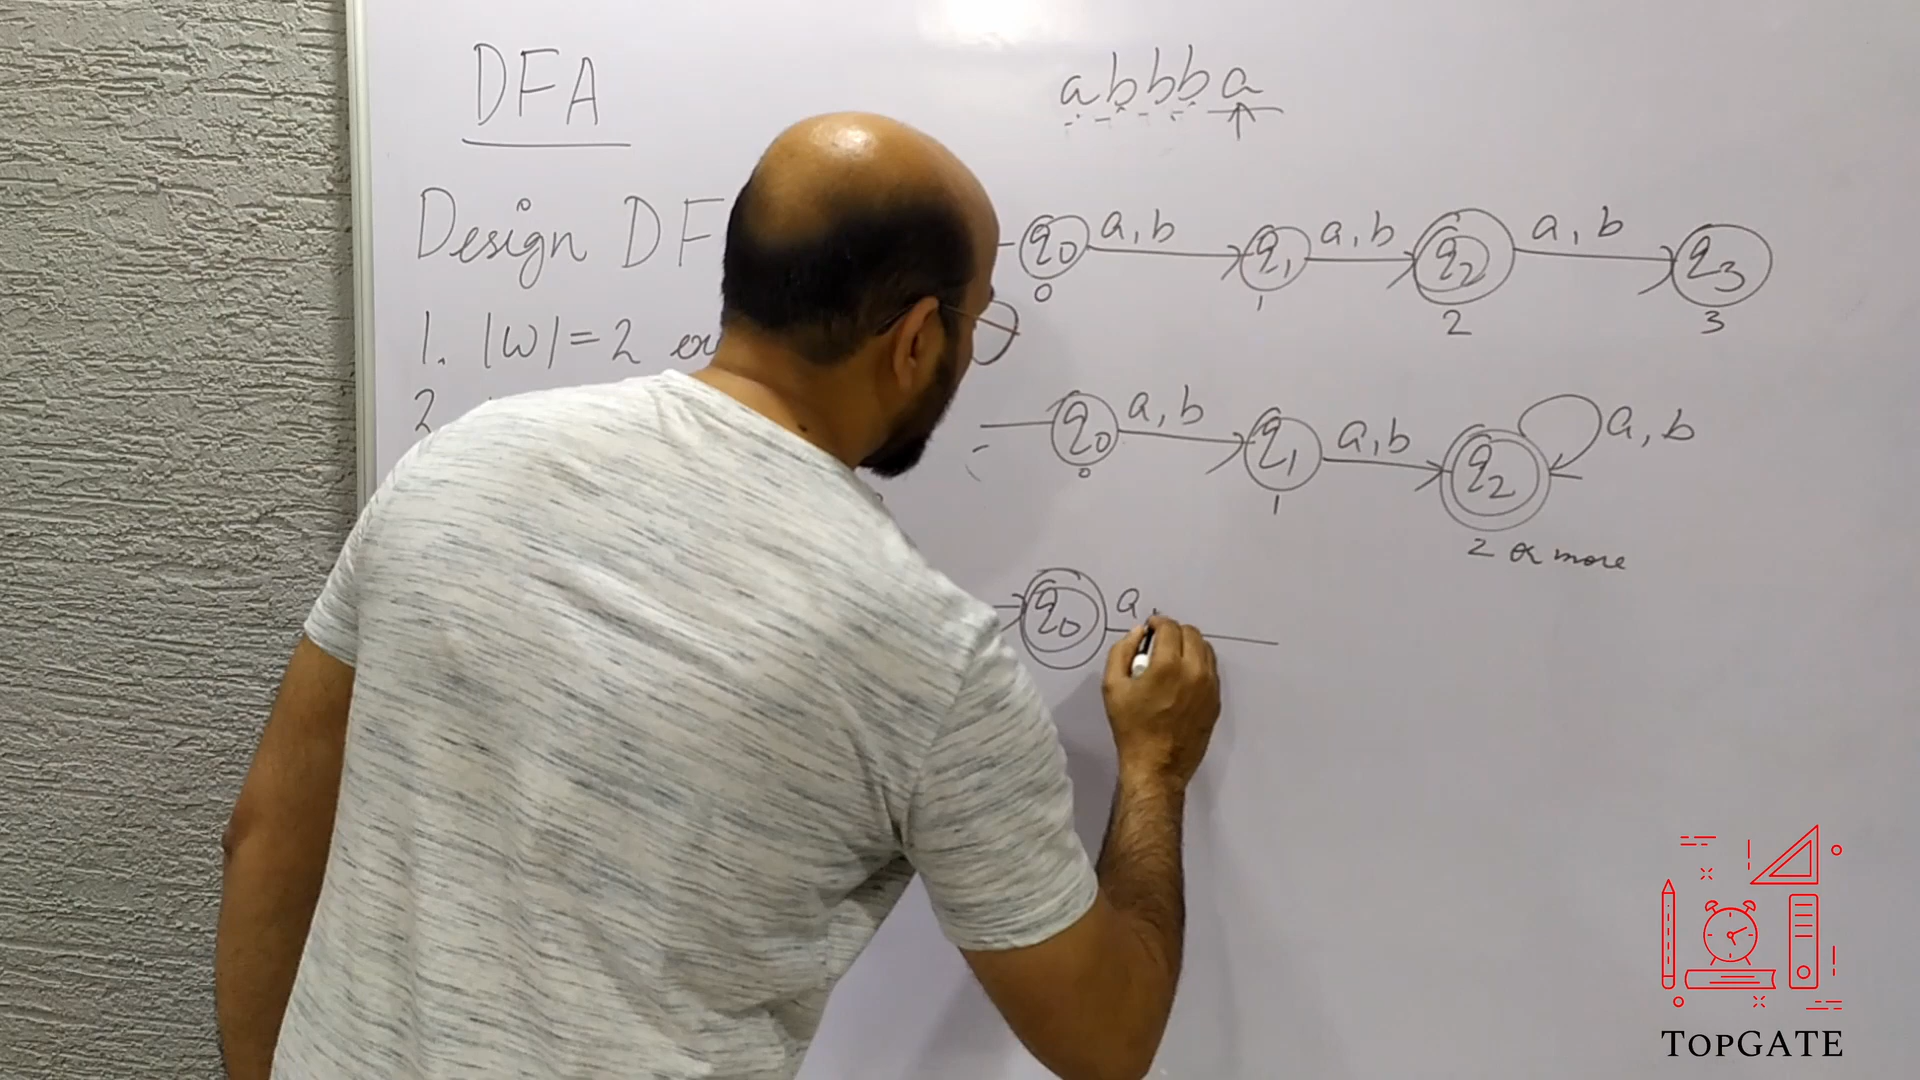 DFA
abbba
Design DF
1. |W| = 2
2.
q0 a,b q1 a,b q2 a,b q3
0 1 2 3
q0 a,b q1 a,b q2 a,b
0 1 2 or more
q0 a,
TOPGATE